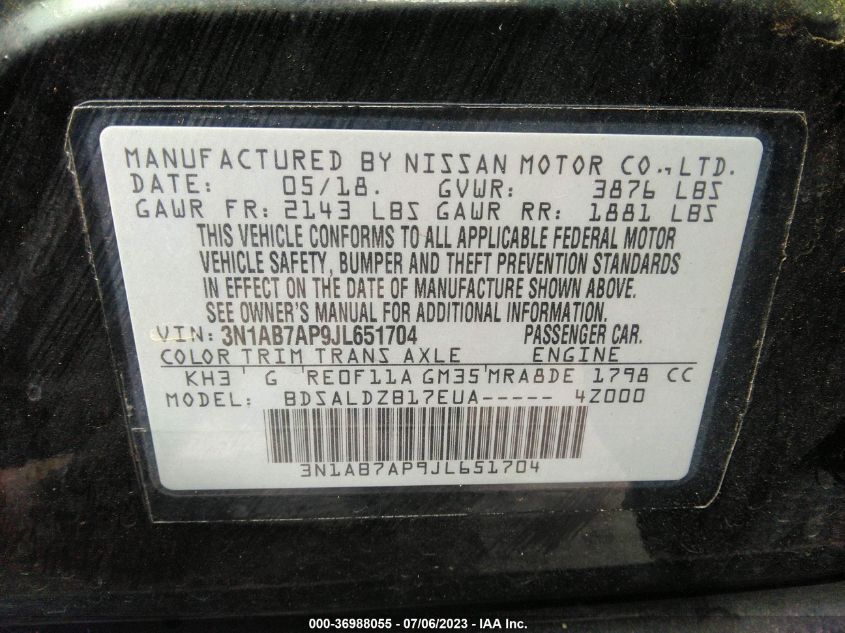 MANUFACTURED BY NISSAN MOTOR CO., LTD.
DATE: 05/18. GVWR: 3876 LBS
GAWR FR: 2143 LBS GAWR RR: 1881 LBS
THIS VEHICLE CONFORMS TO ALL APPLICABLE FEDERAL MOTOR
VEHICLE SAFETY, BUMPER AND THEFT PREVENTION STANDARDS
IN EFFECT ON THE DATE OF MANUFACTURE SHOWN ABOVE.
SEE OWNER'S MANUAL FOR ADDITIONAL INFORMATION.
VIN: 3N1AB7AP9JL651704 PASSENGER CAR.
COLOR TRIM TRANS AXLE ENGINE
KH3 G RE0F11A GM35 MRA8DE 1798 CC
MODEL: BDSALDZB17EUA----- 4Z000
3N1AB7AP9JL651704
000-36988055 - 07/06/2023 - IAA Inc.